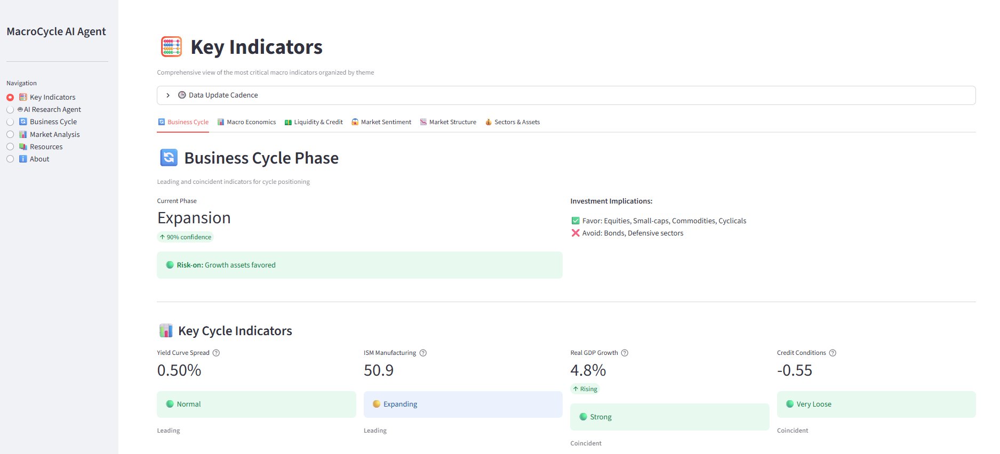 MacroCycle AI Agent
Navigation
Key Indicators
AI Research Agent
Business Cycle
Market Analysis
Resources
About
Key Indicators
Comprehensive view of the most critical macro indicators organized by theme
Data Update Cadence
Business Cycle Macro Economics Liquidity & Credit Market Sentiment Market Structure Sectors & Assets
Business Cycle Phase
Leading and coincident indicators for cycle positioning
Current Phase
Expansion
↑ 90% confidence
Risk-on: Growth assets favored
Investment Implications:
Favor: Equities, Small-caps, Commodities, Cyclicals
Avoid: Bonds, Defensive sectors
Key Cycle Indicators
Yield Curve Spread
0.50%
Normal
Leading
ISM Manufacturing
50.9
Expanding
Leading
Real GDP Growth
4.8%
↑ Rising
Strong
Coincident
Credit Conditions
-0.55
Very Loose
Coincident